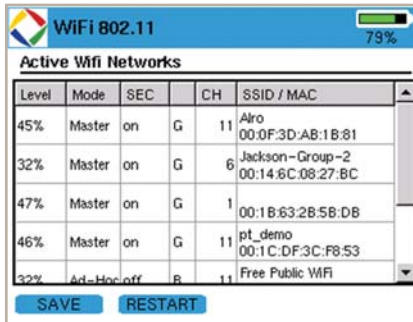 WiFi 802.11
79%
Active Wifi Networks
Level Mode SEC CH SSID / MAC
45% Master on G 11 Alro
00:0F:3D:AB:1B:81
32% Master on G 6 Jackson-Group-2
00:14:6C:08:27:BC
47% Master on G 1
00:1B:63:2B:5B:DB
46% Master on G 11 pt_demo
00:1C:DF:3C:F8:53
32% Ad-Hoc off B 11 Free Public WiFi
SAVE RESTART